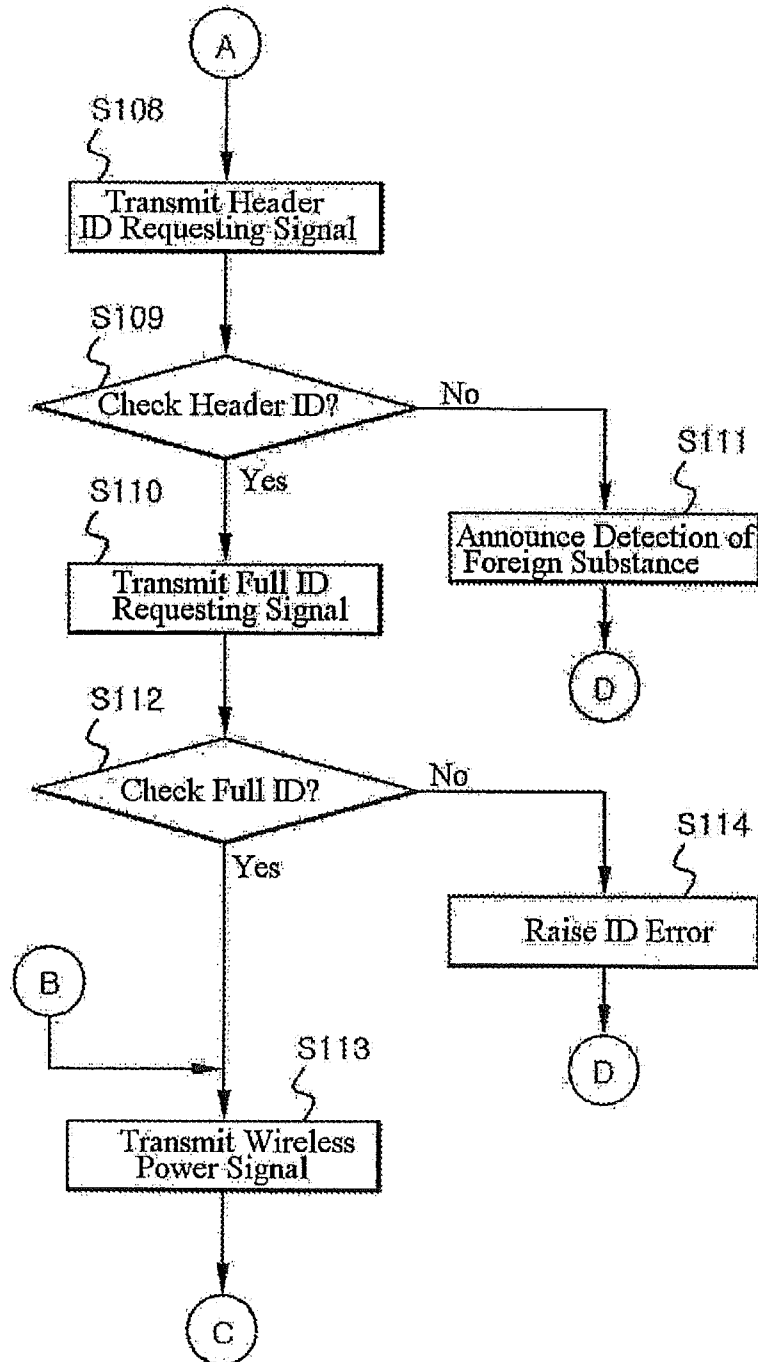 A
S108
Transmit Header
ID Requesting Signal
S109
Check Header ID?
No
Yes
S111
Announce Detection of
Foreign Substance
D
S110
Transmit Full ID
Requesting Signal
S112
Check Full ID?
No
Yes
S114
Raise ID Error
D
B
S113
Transmit Wireless
Power Signal
C